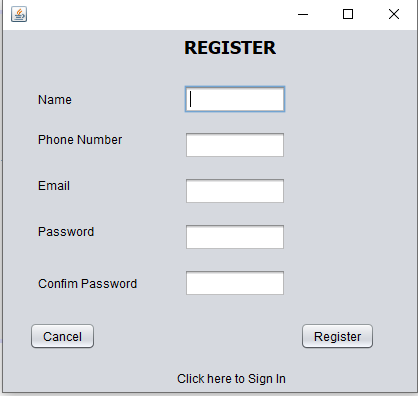 REGISTER
Name
Phone Number
Email
Password
Confim Password
Cancel Register
Click here to Sign In